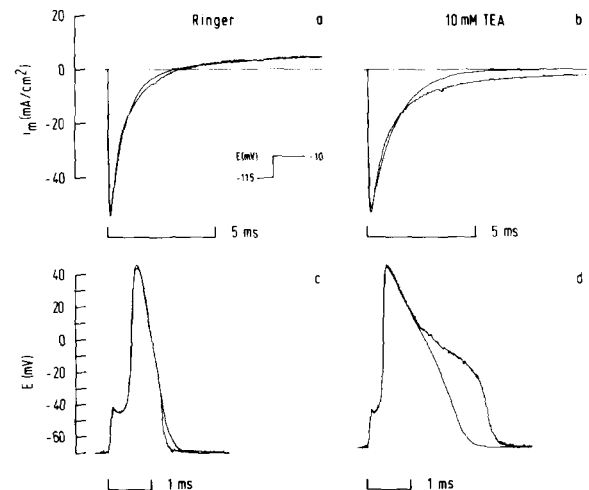 Ringer a
10 mM TEA b
I_m (mA/cm²)
20
0
-20
-40
E(mV)
-115
-10
5 ms
5 ms
c
d
E (mV)
40
20
0
-20
-40
-60
1 ms
1 ms